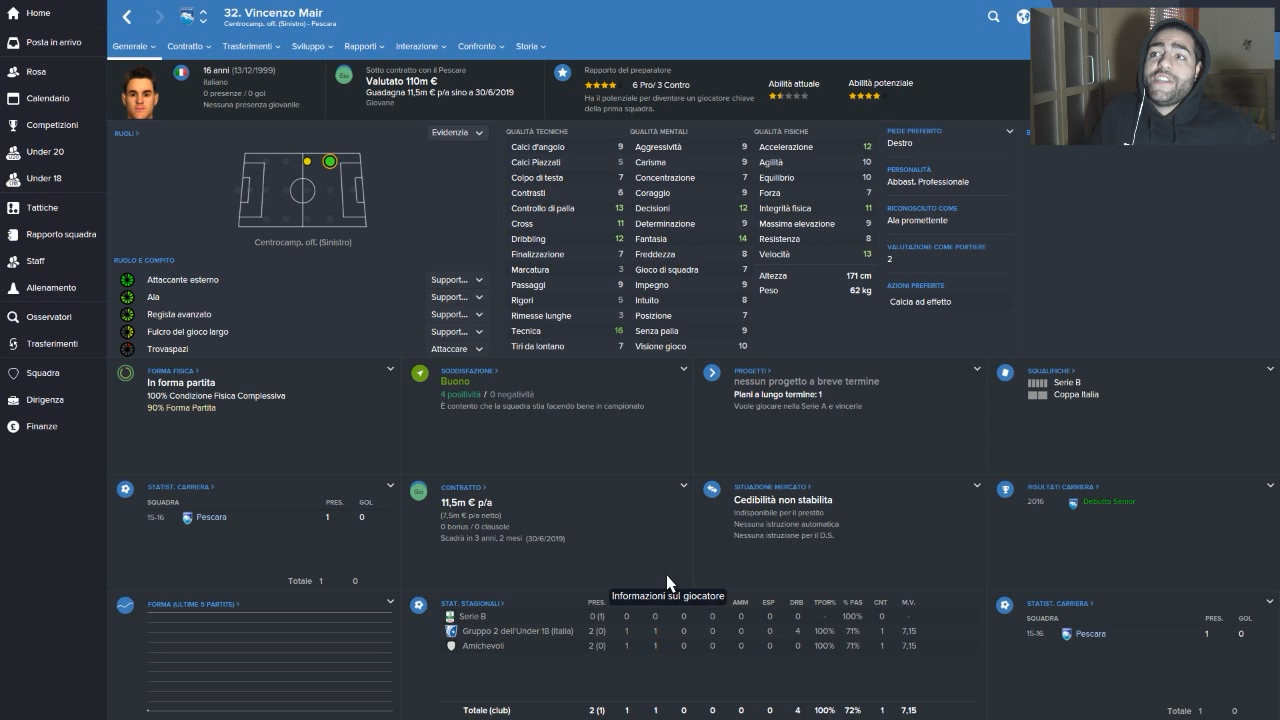 Home
Posta in arrivo
Rosa
Calendario
Competizioni
Under 20
Under 18
Tattiche
Rapporto squadra
Staff
Allenamento
Osservatori
Trasferimenti
Squadra
Dirigenza
Finanze
32. Vincenzo Mair
Centrocamp. off. (Sinistro) - Pescara
Generale Contratto Trasferimenti Sviluppo Rapporti Interazione Confronto Storia
16 anni (13/12/1999)
Italiano
0 presenze / 0 gol
Nessuna presenza giovanile
Gio
Sotto contratto con il Pescara
Valutato 110m €
Guadagna 11,5m € p/a sino a 30/6/2019
Giovane
Rapporto del preparatore
6 Pro/ 3 Contro
Ha il potenziale per diventare un giocatore chiave
della prima squadra.
Abilità attuale
Abilità potenziale
RUOLI >
Evidenzia
Centrocamp. off. (Sinistro)
RUOLO E COMPITO
Attaccante esterno Support...
Ala Support...
Regista avanzato Support...
Fulcro del gioco largo Support...
Trovaspazi Attaccare
QUALITÀ TECNICHE
Calci d'angolo 9
Calci Piazzati 5
Colpo di testa 7
Contrasti 6
Controllo di palla 13
Cross 11
Dribbling 12
Finalizzazione 7
Marcatura 3
Passaggi 9
Rigori 5
Rimesse lunghe 3
Tecnica 16
Tiri da lontano 7
QUALITÀ MENTALI
Aggressività 9
Carisma 9
Concentrazione 7
Coraggio 9
Decisioni 12
Determinazione 9
Fantasia 14
Freddezza 8
Gioco di squadra 7
Impegno 9
Intuito 8
Posizione 7
Senza palla 9
Visione gioco 10
QUALITÀ FISICHE
Accelerazione 12
Agilità 10
Equilibrio 10
Forza 7
Integrità fisica 11
Massima elevazione 9
Resistenza 8
Velocità 13
Altezza 171 cm
Peso 62 kg
PIEDE PREFERITO
Destro
PERSONALITÀ
Abbast. Professionale
RICONOSCIUTO COME
Ala promettente
VALUTAZIONE COME PORTIERE
2
AZIONI PREFERITE
Calcia ad effetto
FORMA FISICA >
In forma partita
100% Condizione Fisica Complessiva
90% Forma Partita
SODDISFAZIONE >
Buono
4 positività / 0 negatività
È contento che la squadra stia facendo bene in campionato
PROGETTI >
nessun progetto a breve termine
Piani a lungo termine: 1
Vuole giocare nella Serie A e vincerla
SQUALIFICHE >
Serie B
Coppa Italia
STATIST. CARRIERA >
SQUADRA PRES. GOL
15-16 Pescara 1 0
Totale 1 0
Gio
CONTRATTO >
11,5m € p/a
(7,5m € p/a netto)
0 bonus / 0 clausole
Scadrà in 3 anni, 2 mesi (30/6/2019)
SITUAZIONE MERCATO >
Cedibilità non stabilita
Indisponibile per il prestito
Nessuna istruzione automatica
Nessuna istruzione per il D.S.
RISULTATI CARRIERA >
2016 Debutto Senior
FORMA (ULTIME 5 PARTITE) >
Informazioni sul giocatore
STAT. STAGIONALI >
PRES. AMM ESP DRB TPOR% % PAS CNT M.V.
Serie B 0 (1) 0 0 0 0 0 0 0 - 100% 0 -
Gruppo 2 dell'Under 18 (Italia) 2 (0) 1 1 0 0 0 0 4 100% 71% 1 7,15
Amichevoli 2 (0) 1 1 0 0 0 0 4 100% 71% 1 7,15
Totale (club) 2 (1) 1 1 0 0 0 0 4 100% 72% 1 7,15
STATIST. CARRIERA >
SQUADRA PRES. GOL
15-16 Pescara 1 0
Totale 1 0